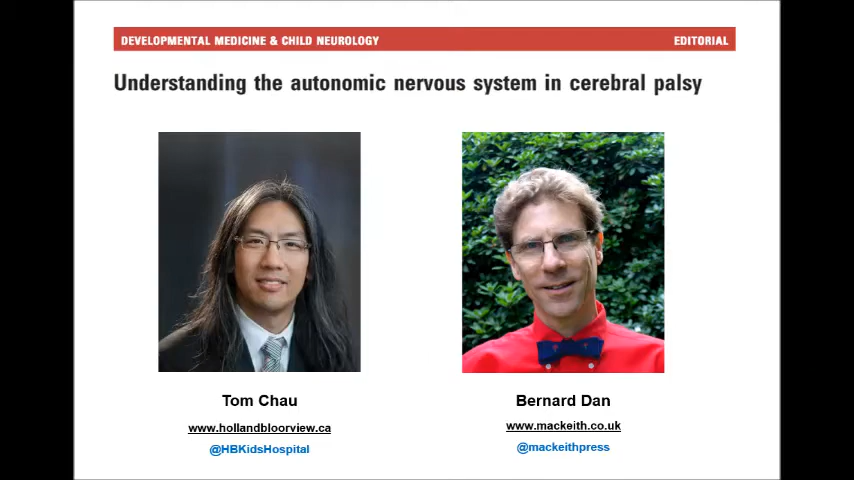 DEVELOPMENTAL MEDICINE & CHILD NEUROLOGY
EDITORIAL
Understanding the autonomic nervous system in cerebral palsy
Tom Chau
www.hollandbloorview.ca
@HBKidsHospital
Bernard Dan
www.mackeith.co.uk
@mackeithpress